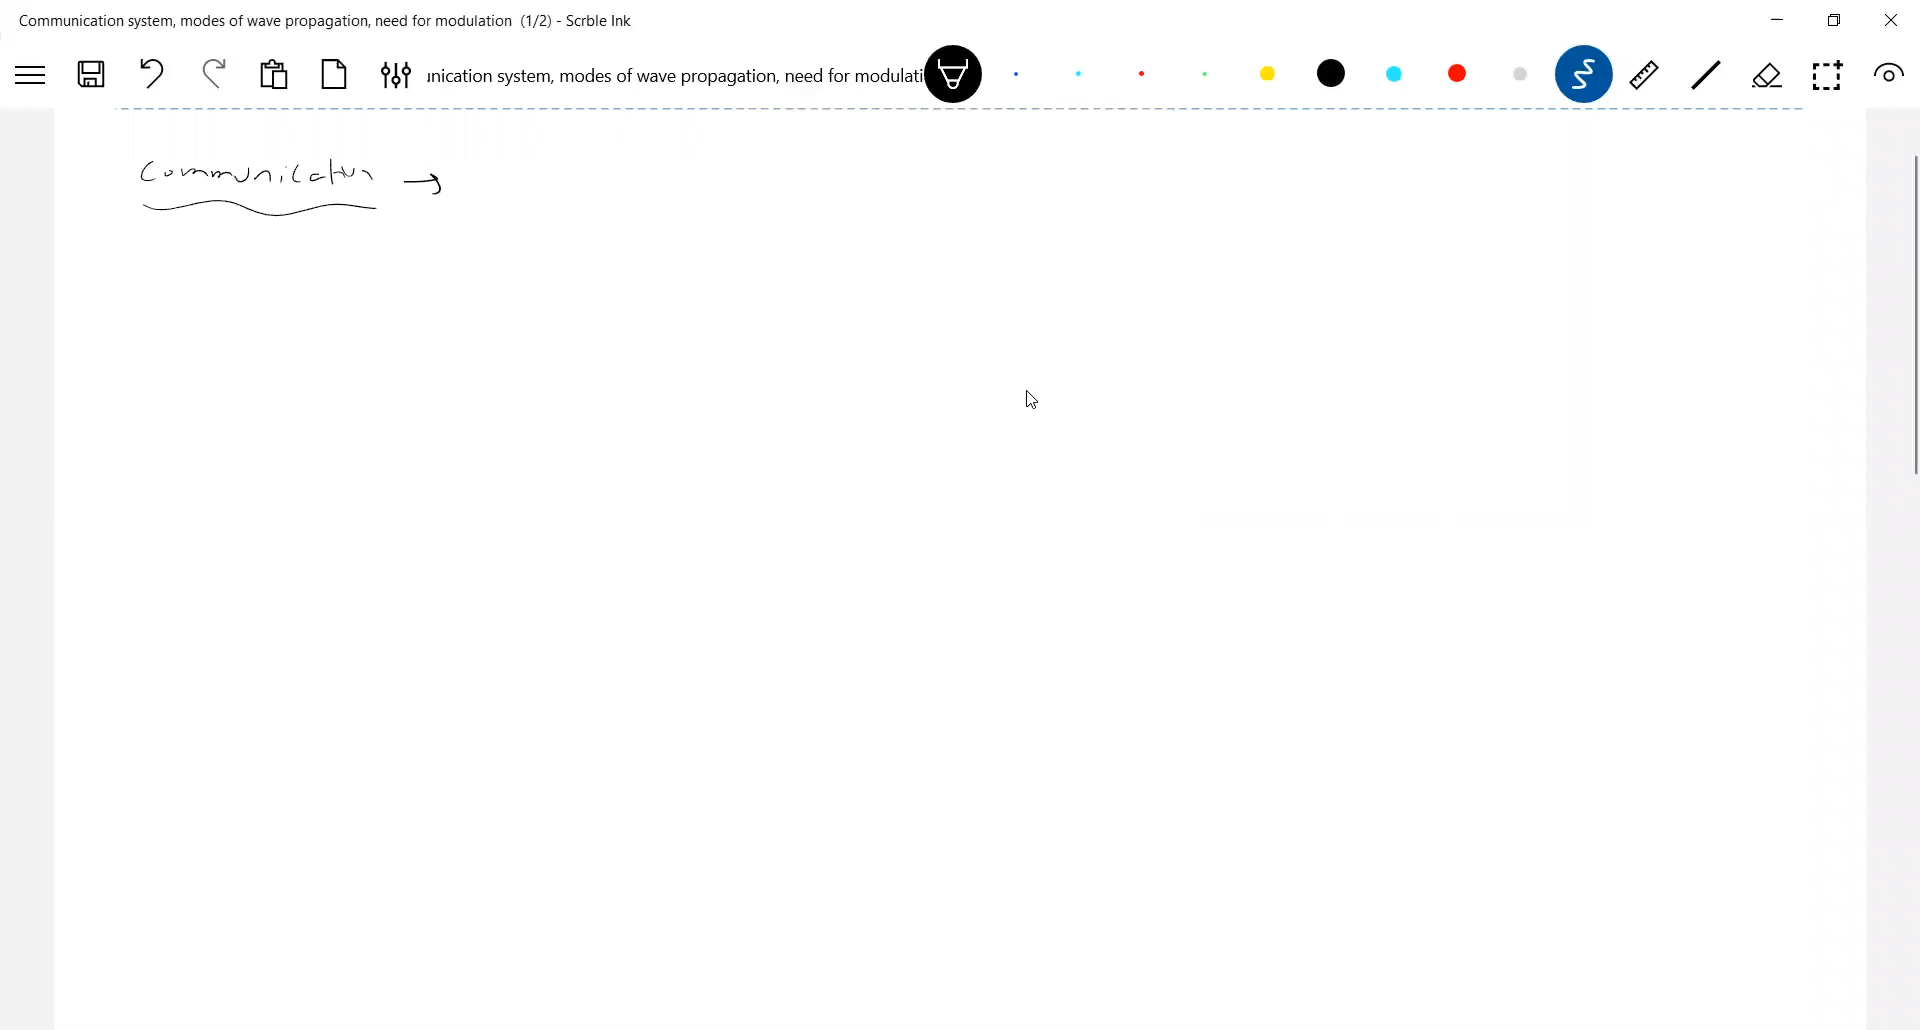 Communication system, modes of wave propagation, need for modulation (1/2) - Scrble Ink
unication system, modes of wave propagation, need for modulati
Communication →